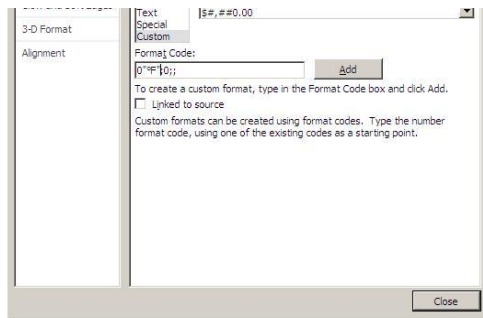 Text
$#,##0.00
Special
Custom
3-D Format
Alignment
Format Code:
0"°F";0;;
Add
To create a custom format, type in the Format Code box and click Add.
Linked to source
Custom formats can be created using format codes. Type the number
format code, using one of the existing codes as a starting point.
Close